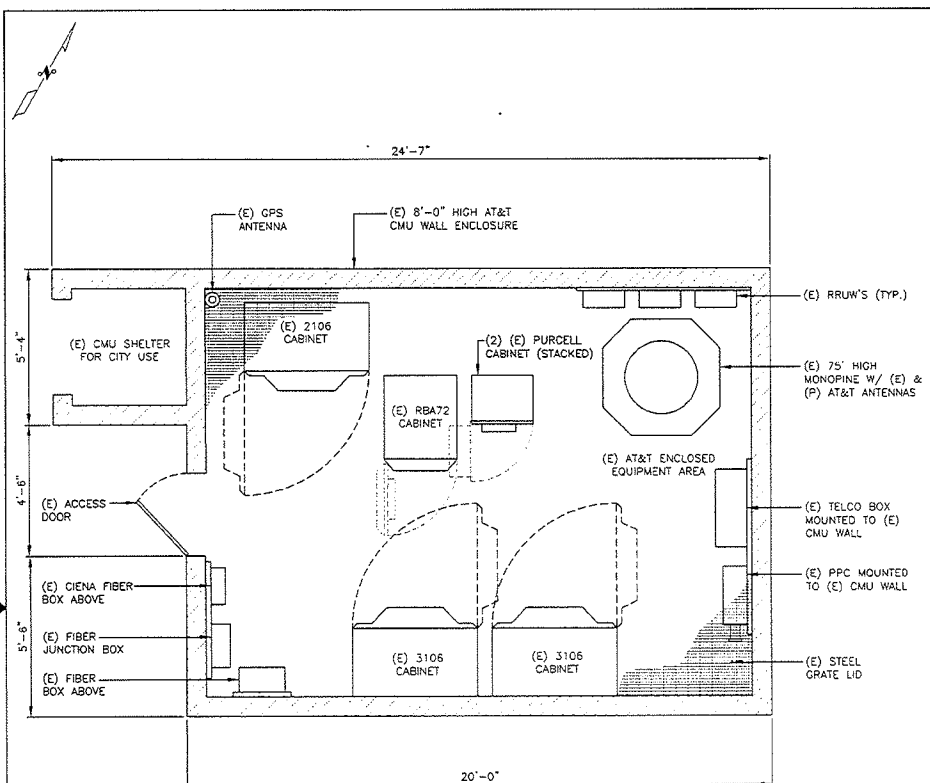 N
24'-7"
(E) GPS
ANTENNA
(E) 8'-0" HIGH AT&T
CMU WALL ENCLOSURE
(E) RRUW'S (TYP.)
(E) CMU SHELTER
FOR CITY USE
5'-4"
(E) 2106
CABINET
(2) (E) PURCELL
CABINET (STACKED)
(E) 75' HIGH
MONOPINE W/ (E) &
(P) AT&T ANTENNAS
(E) RBA72
CABINET
(E) AT&T ENCLOSED
EQUIPMENT AREA
4'-6"
(E) ACCESS
DOOR
(E) TELCO BOX
MOUNTED TO (E)
CMU WALL
(E) CIENA FIBER
BOX ABOVE
(E) PPC MOUNTED
TO (E) CMU WALL
5'-6"
(E) FIBER
JUNCTION BOX
(E) FIBER
BOX ABOVE
(E) 3106
CABINET
(E) 3106
CABINET
(E) STEEL
GRATE LID
20'-0"